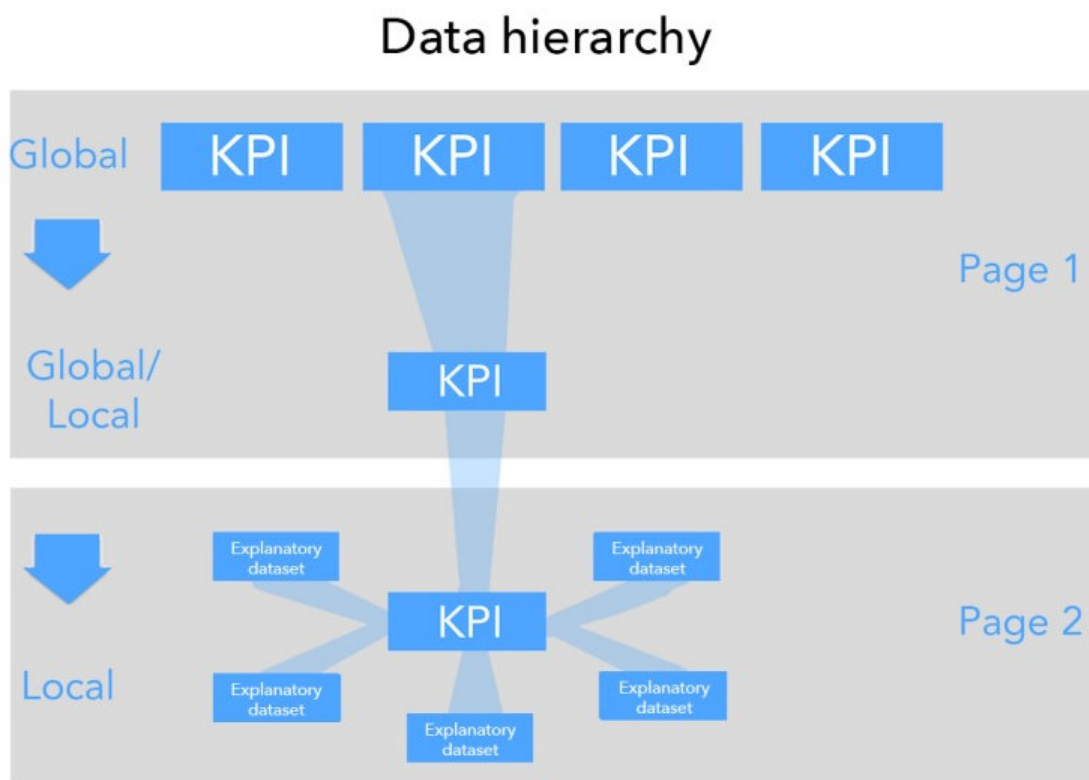 Data hierarchy
Global KPI KPI KPI KPI
Page 1
Global/
Local
KPI
Explanatory
dataset
Explanatory
dataset
KPI
Page 2
Local
Explanatory
dataset
Explanatory
dataset
Explanatory
dataset